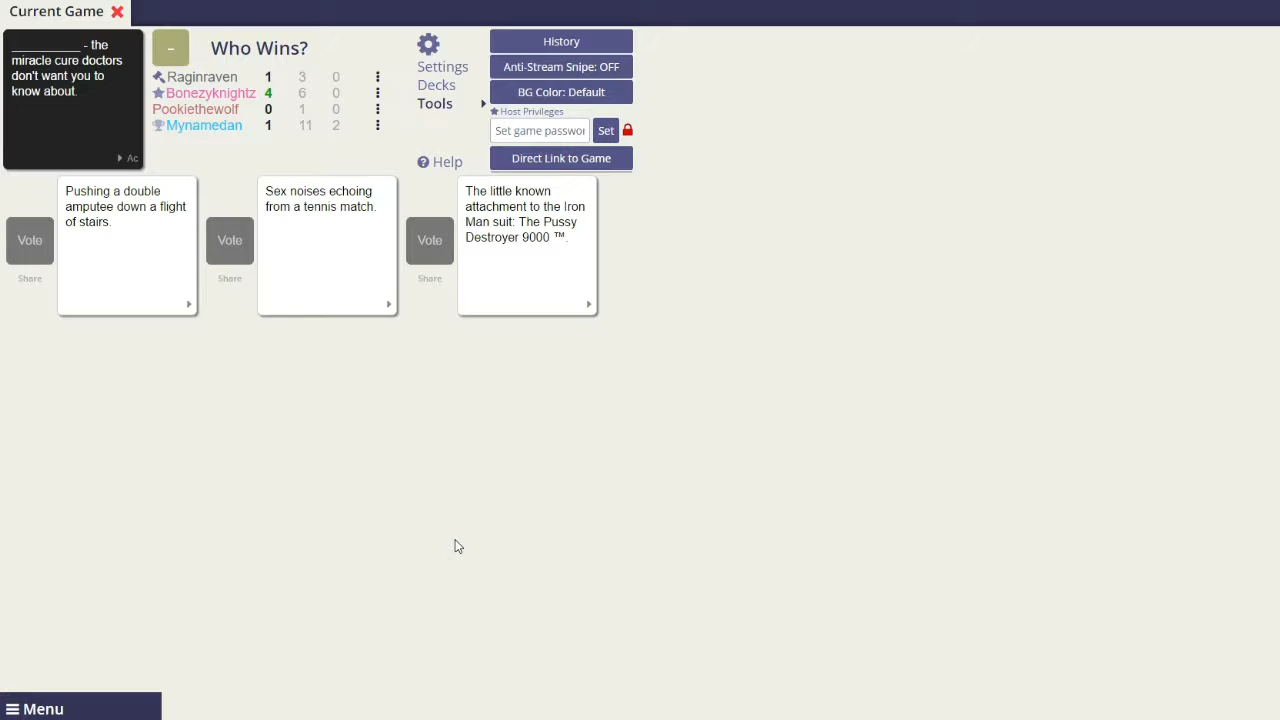 Current Game
__________ - the
miracle cure doctors
don't want you to
know about.
Ac
–
Who Wins?
Raginraven 1 3 0
Bonezyknightz 4 6 0
Pookiethewolf 0 1 0
Mynamedan 1 11 2
Settings
Decks
Tools
Help
History
Anti-Stream Snipe: OFF
BG Color: Default
Host Privileges
Set game passwor
Set
Direct Link to Game
Vote
Share
Pushing a double
amputee down a flight
of stairs.
Vote
Share
Sex noises echoing
from a tennis match.
Vote
Share
The little known
attachment to the Iron
Man suit: The Pussy
Destroyer 9000 ™.
Menu